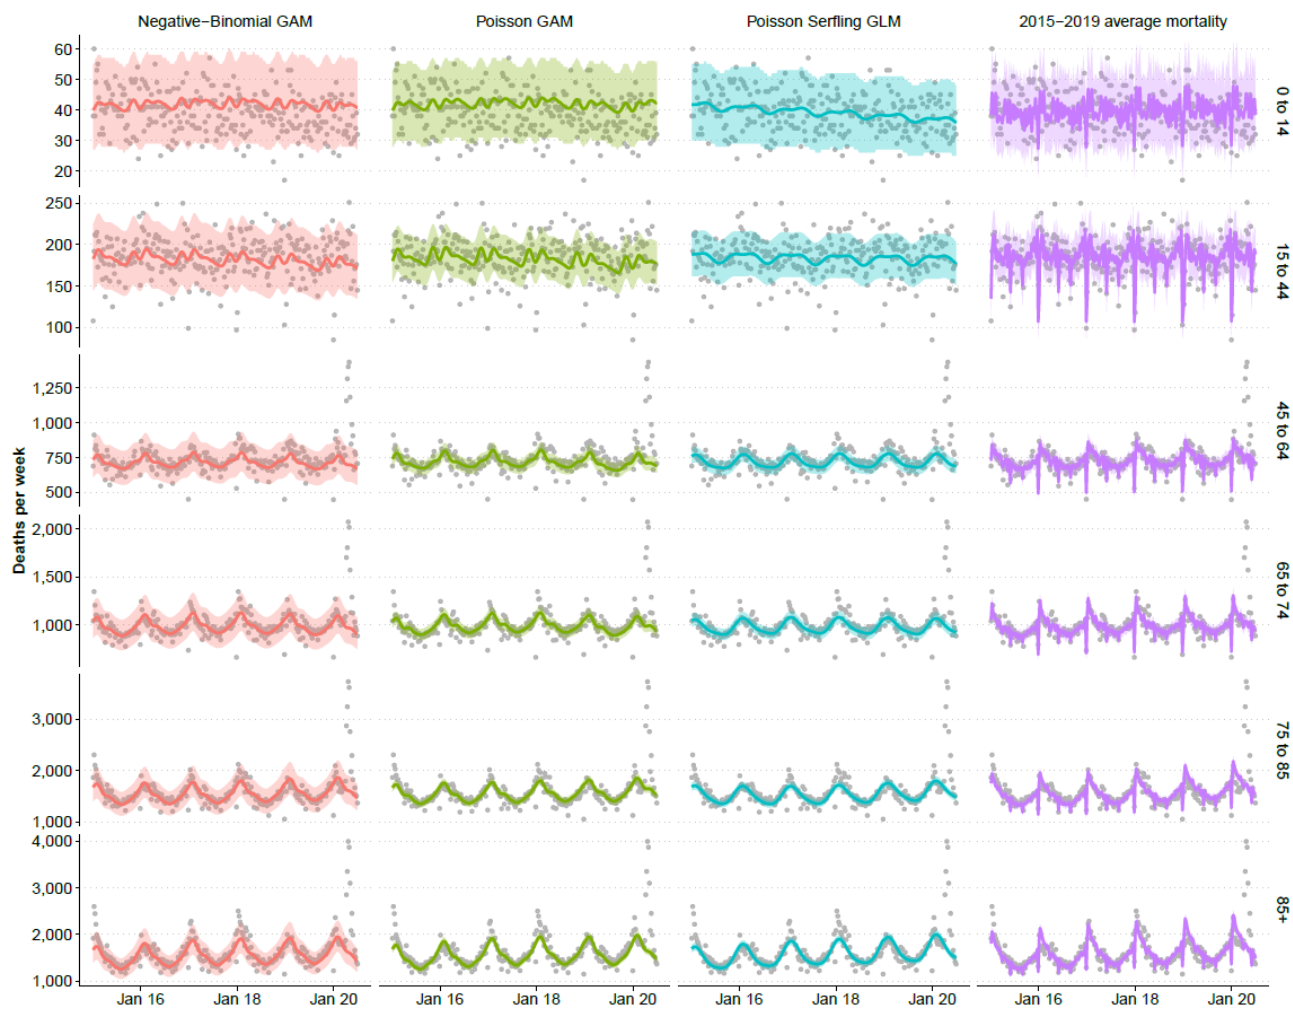 Negative−Binomial GAM
Poisson GAM
Poisson Serfling GLM
2015−2019 average mortality
60
50
40
30
20
0 to 14
250
200
150
100
15 to 44
1,250
1,000
750
500
45 to 64
Deaths per week
2,000
1,500
1,000
65 to 74
3,000
2,000
1,000
75 to 85
4,000
3,000
2,000
1,000
85+
Jan 16 Jan 18 Jan 20
Jan 16 Jan 18 Jan 20
Jan 16 Jan 18 Jan 20
Jan 16 Jan 18 Jan 20